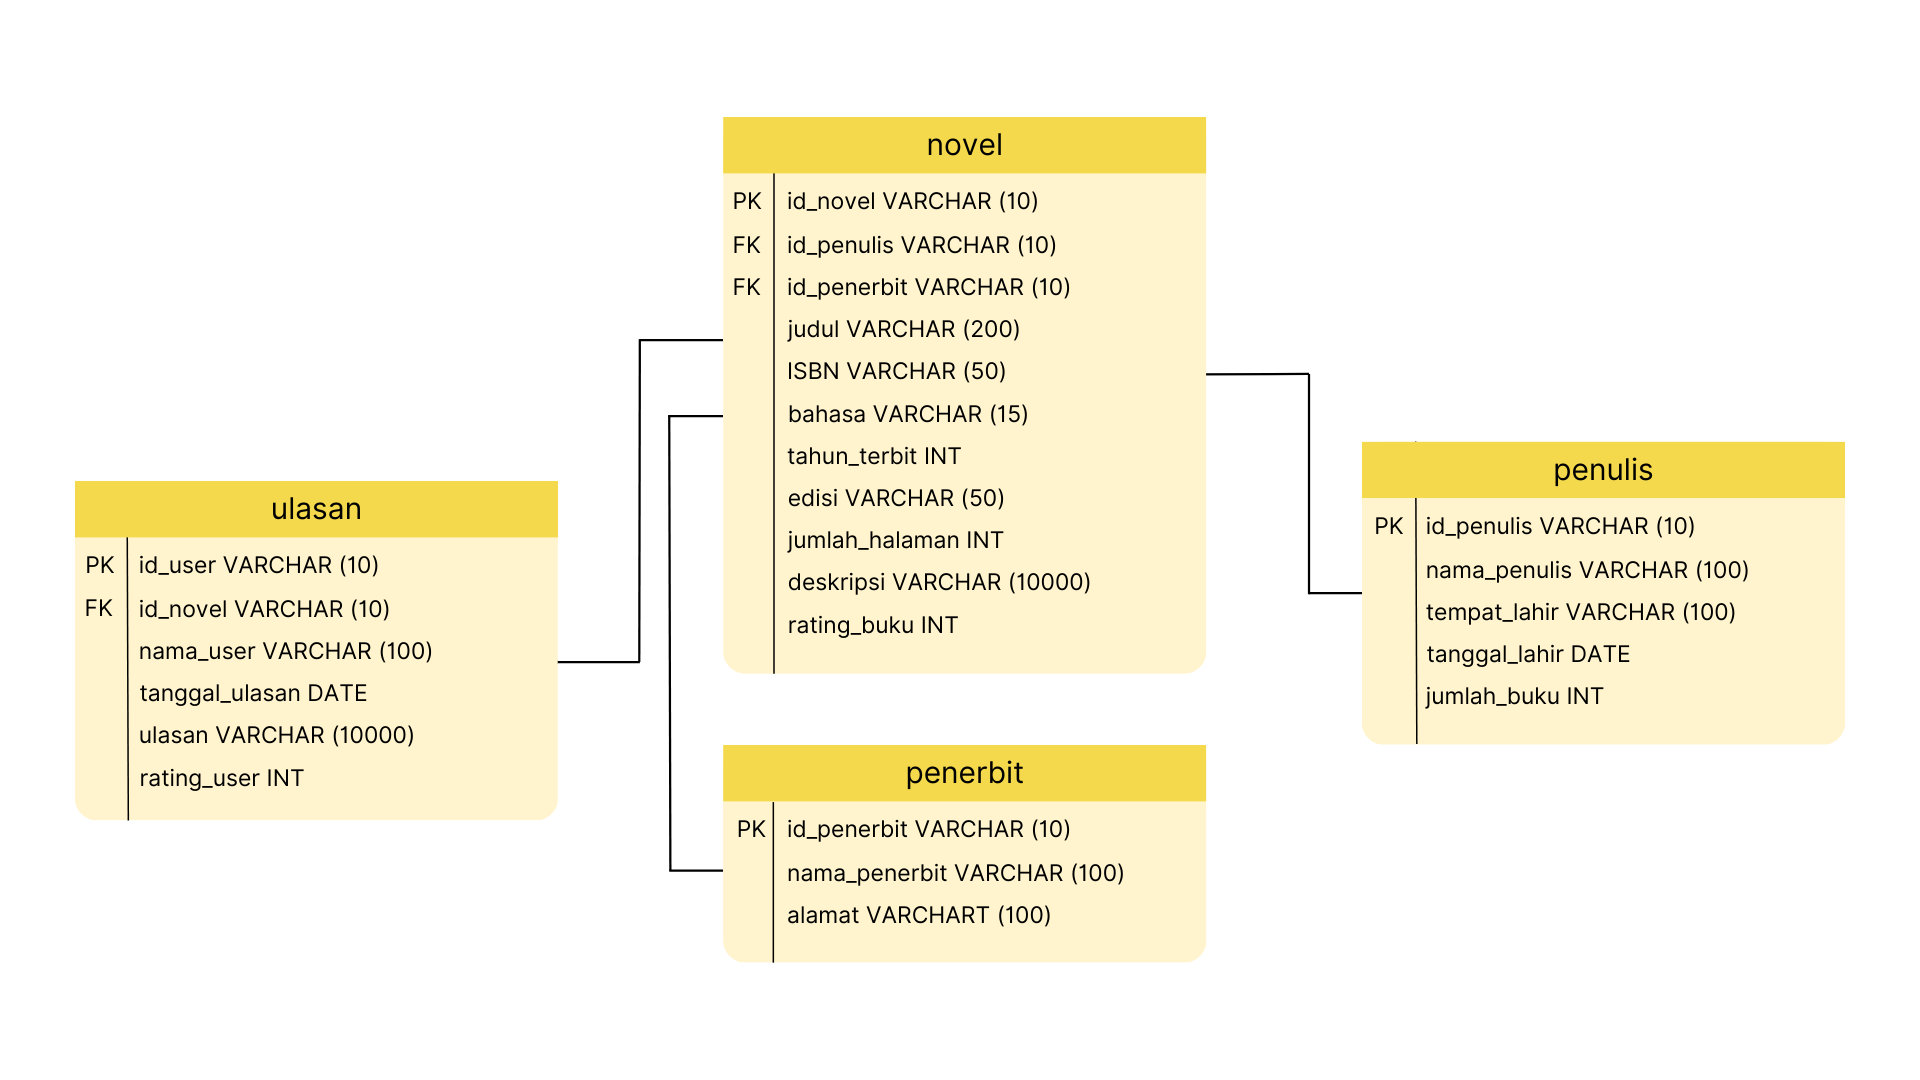 novel
PK id_novel VARCHAR (10)
FK id_penulis VARCHAR (10)
FK id_penerbit VARCHAR (10)
judul VARCHAR (200)
ISBN VARCHAR (50)
bahasa VARCHAR (15)
tahun_terbit INT
edisi VARCHAR (50)
jumlah_halaman INT
deskripsi VARCHAR (10000)
rating_buku INT
ulasan
PK id_user VARCHAR (10)
FK id_novel VARCHAR (10)
nama_user VARCHAR (100)
tanggal_ulasan DATE
ulasan VARCHAR (10000)
rating_user INT
penerbit
PK id_penerbit VARCHAR (10)
nama_penerbit VARCHAR (100)
alamat VARCHART (100)
penulis
PK id_penulis VARCHAR (10)
nama_penulis VARCHAR (100)
tempat_lahir VARCHAR (100)
tanggal_lahir DATE
jumlah_buku INT